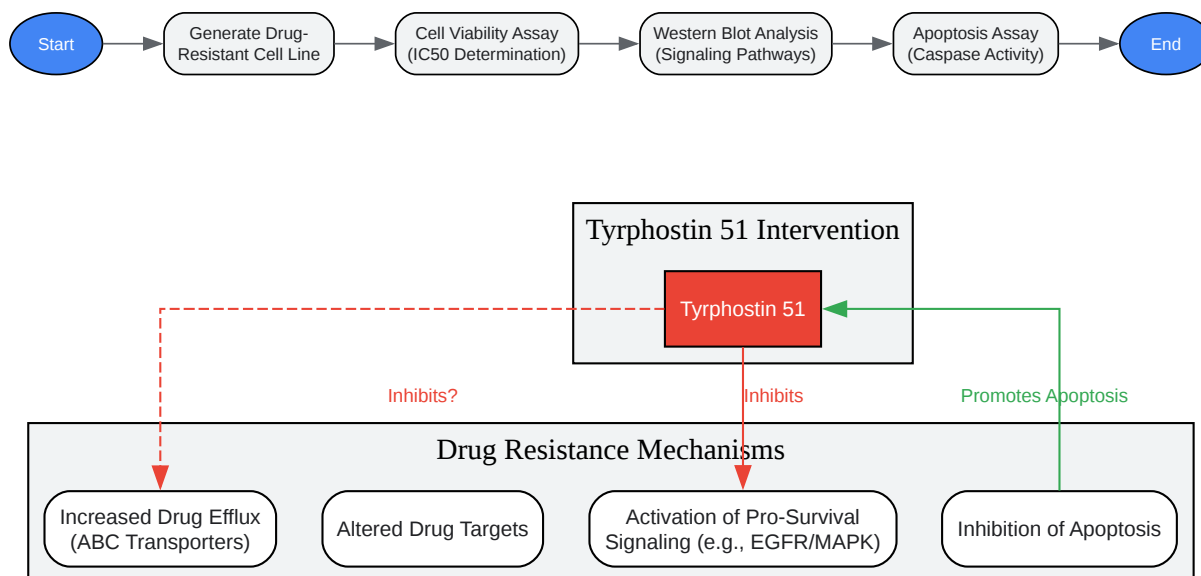 Start
Generate Drug-
Resistant Cell Line
Cell Viability Assay
(IC50 Determination)
Western Blot Analysis
(Signaling Pathways)
Apoptosis Assay
(Caspase Activity)
End
Tyrphostin 51 Intervention
Tyrphostin 51
Inhibits?
Inhibits
Promotes Apoptosis
Drug Resistance Mechanisms
Increased Drug Efflux
(ABC Transporters)
Altered Drug Targets
Activation of Pro-Survival
Signaling (e.g., EGFR/MAPK)
Inhibition of Apoptosis